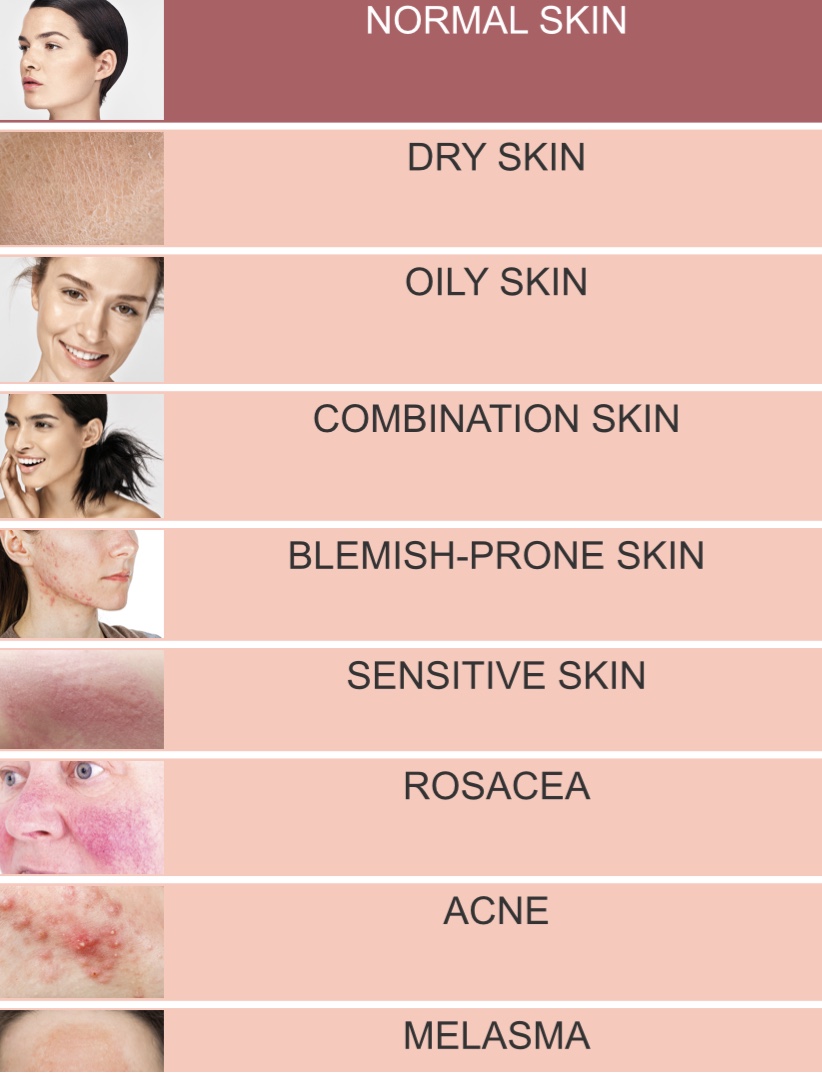 NORMAL SKIN
DRY SKIN
OILY SKIN
COMBINATION SKIN
BLEMISH-PRONE SKIN
SENSITIVE SKIN
ROSACEA
ACNE
MELASMA